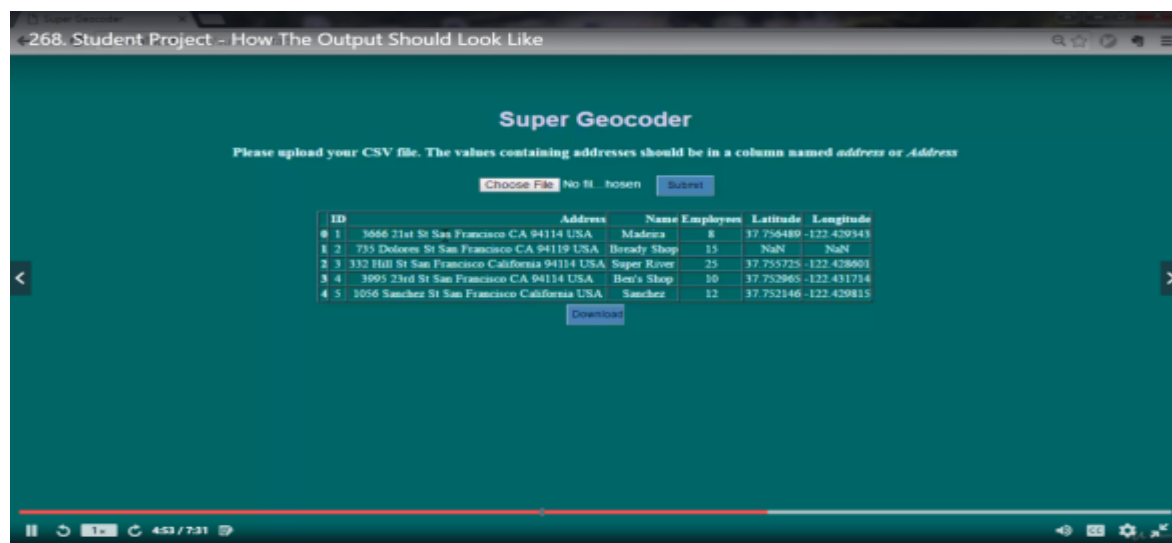 Super Geocoder
268. Student Project - How The Output Should Look Like
Super Geocoder
Please upload your CSV file. The values containing addresses should be in a column named address or Address
Choose File No fil...hosen Submit
ID Address Name Employees Latitude Longitude
0 1 3666 21st St San Francisco CA 94114 USA Madeira 8 37.756489 -122.429343
1 2 735 Dolores St San Francisco CA 94119 USA Bready Shop 15 NaN NaN
2 3 332 Hill St San Francisco California 94114 USA Super River 25 37.755725 -122.428601
3 4 3995 23rd St San Francisco CA 94114 USA Ben's Shop 10 37.752965 -122.431714
4 5 1056 Sanchez St San Francisco California USA Sanchez 12 37.752146 -122.429815
Download
1x 4:53 / 7:31 CC